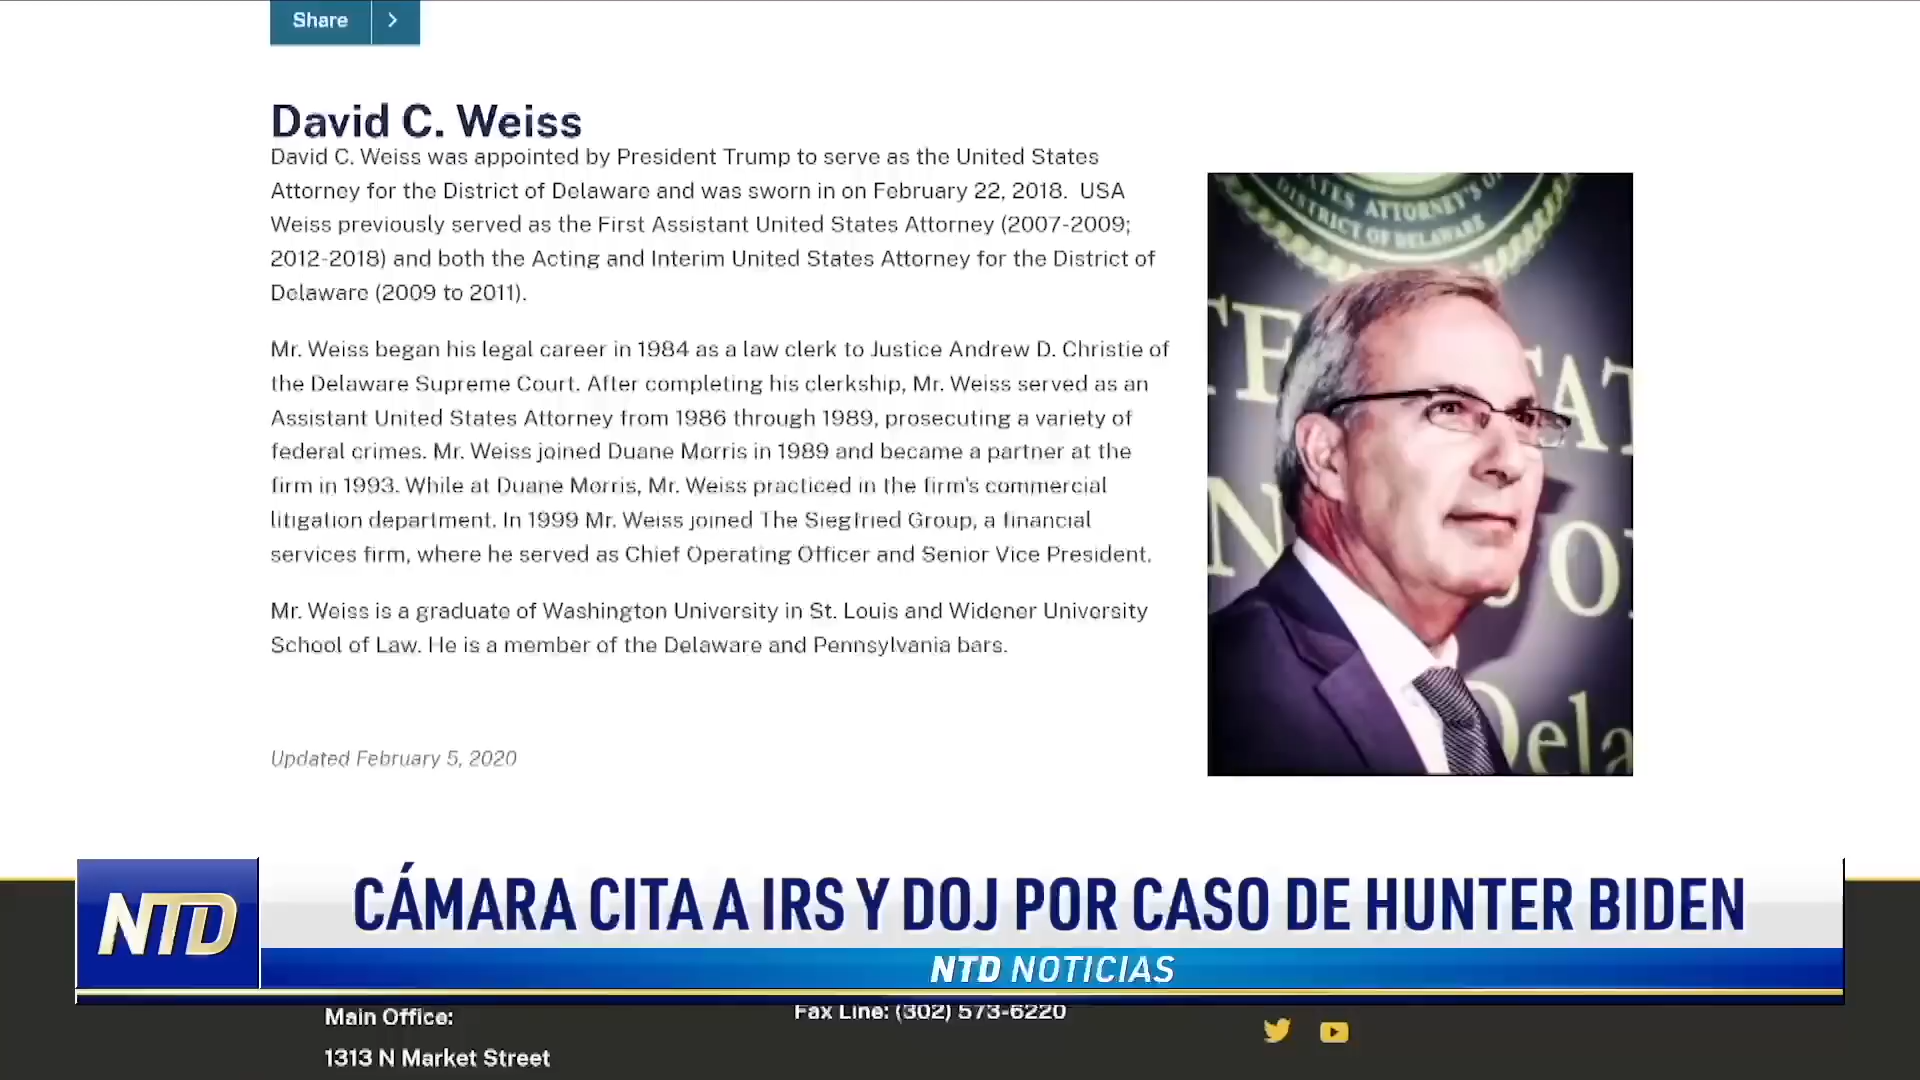 Share
David C. Weiss
David C. Weiss was appointed by President Trump to serve as the United States
Attorney for the District of Delaware and was sworn in on February 22, 2018. USA
Weiss previously served as the First Assistant United States Attorney (2007-2009;
2012-2018) and both the Acting and Interim United States Attorney for the District of
Delaware (2009 to 2011).
Mr. Weiss began his legal career in 1984 as a law clerk to Justice Andrew D. Christie of
the Delaware Supreme Court. After completing his clerkship, Mr. Weiss served as an
Assistant United States Attorney from 1986 through 1989, prosecuting a variety of
federal crimes. Mr. Weiss joined Duane Morris in 1989 and became a partner at the
firm in 1993. While at Duane Morris, Mr. Weiss practiced in the firm's commercial
litigation department. In 1999 Mr. Weiss joined The Siegfried Group, a financial
services firm, where he served as Chief Operating Officer and Senior Vice President.
Mr. Weiss is a graduate of Washington University in St. Louis and Widener University
School of Law. He is a member of the Delaware and Pennsylvania bars.
Updated February 5, 2020
ATES ATTORNEY'S O
DISTRICT OF DELAWARE
TE
TAT
N
JO
Dela
NTD
CÁMARA CITA A IRS Y DOJ POR CASO DE HUNTER BIDEN
NTD NOTICIAS
Main Office:
1313 N Market Street
Fax Line: (302) 573-6220